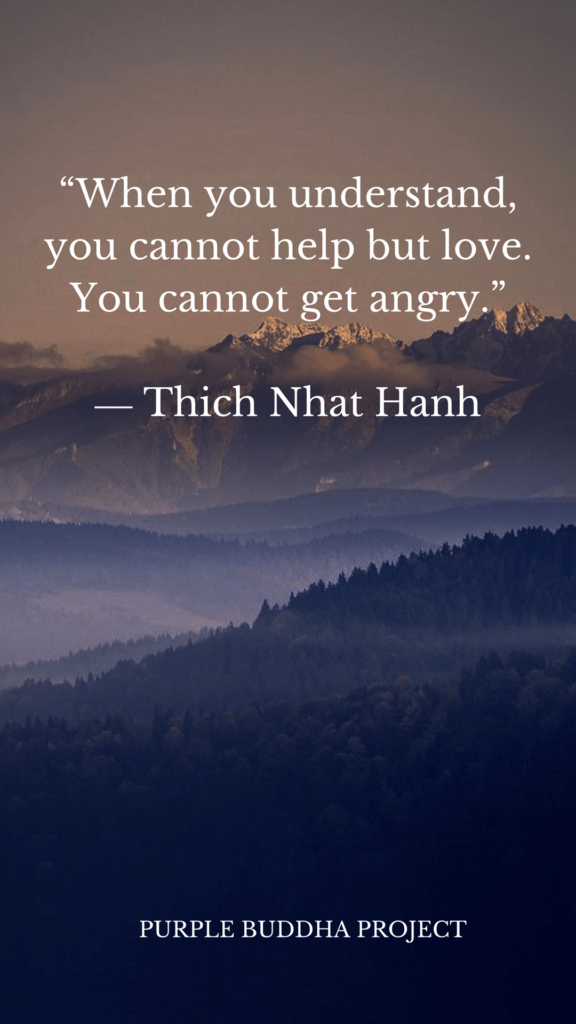 “When you understand,
you cannot help but love.
You cannot get angry.”
— Thich Nhat Hanh
PURPLE BUDDHA PROJECT